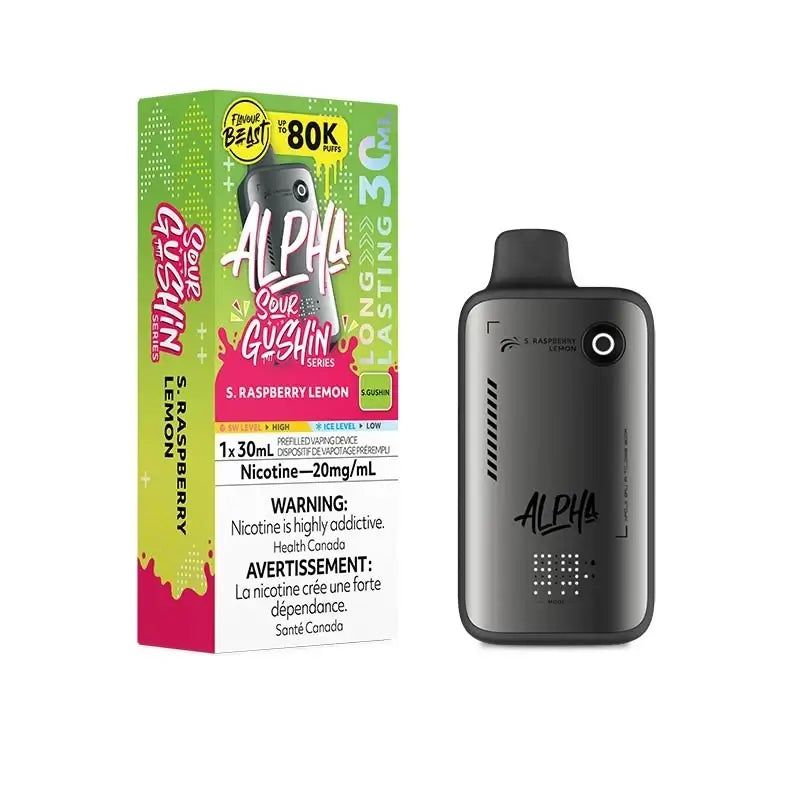 FLAVOUR
BEAST
UP TO 80K
PUFFS
LONG >>>> 30ML
LASTING
ALPHA
SOUR
GUSHIN
SERIES
S. RASPBERRY LEMON
S.GUSHIN
SW LEVEL HIGH
ICE LEVEL LOW
1 x 30mL
PREFILLED VAPING DEVICE
DISPOSITIF DE VAPOTAGE PRÉREMPLI
Nicotine—20mg/mL
WARNING:
Nicotine is highly addictive.
Health Canada
AVERTISSEMENT :
La nicotine crée une forte
dépendance.
Santé Canada
SOUR
GUSHIN
SERIES
S. RASPBERRY
LEMON
S. RASPBERRY
LEMON
ALPHA
MODE